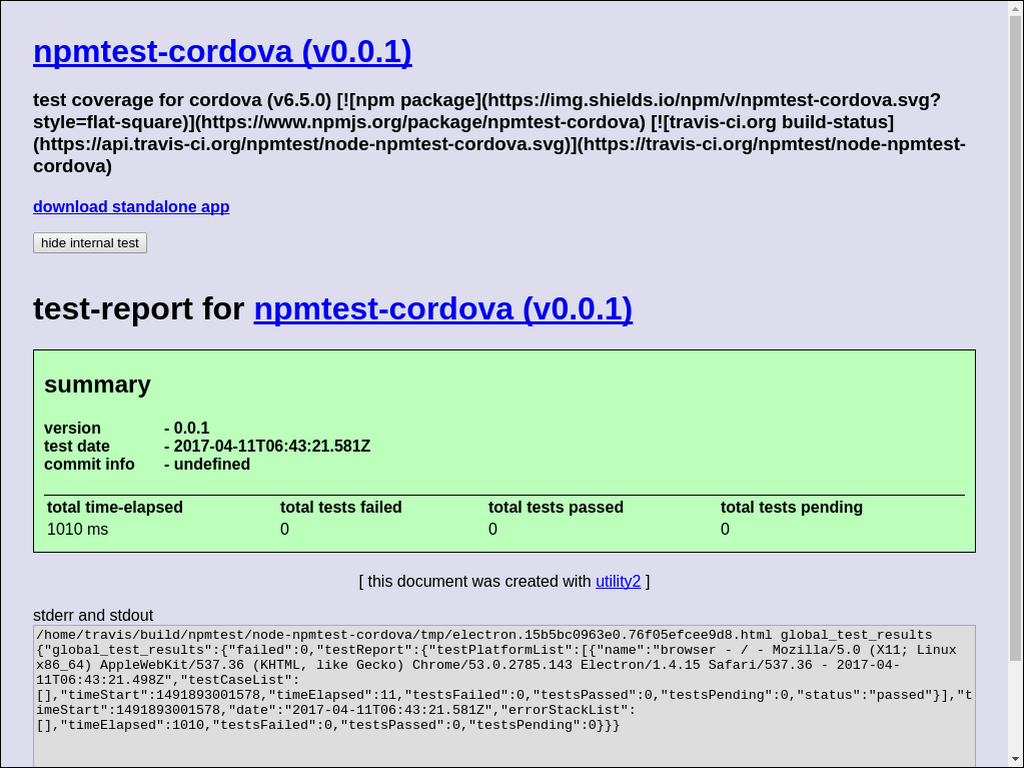 npmtest-cordova (v0.0.1)
test coverage for cordova (v6.5.0) [![npm package](https://img.shields.io/npm/v/npmtest-cordova.svg?
style=flat-square)](https://www.npmjs.org/package/npmtest-cordova) [![travis-ci.org build-status]
(https://api.travis-ci.org/npmtest/node-npmtest-cordova.svg)](https://travis-ci.org/npmtest/node-npmtest-
cordova)
download standalone app
hide internal test
test-report for npmtest-cordova (v0.0.1)
summary
version - 0.0.1
test date - 2017-04-11T06:43:21.581Z
commit info - undefined
total time-elapsed total tests failed total tests passed total tests pending
1010 ms 0 0 0
[ this document was created with utility2 ]
stderr and stdout
/home/travis/build/npmtest/node-npmtest-cordova/tmp/electron.15b5bc0963e0.76f05efcee9d8.html global_test_results
{"global_test_results":{"failed":0,"testReport":{"testPlatformList":[{"name":"browser - / - Mozilla/5.0 (X11; Linux
x86_64) AppleWebKit/537.36 (KHTML, like Gecko) Chrome/53.0.2785.143 Electron/1.4.15 Safari/537.36 - 2017-04-
11T06:43:21.498Z","testCaseList":
[],"timeStart":1491893001578,"timeElapsed":11,"testsFailed":0,"testsPassed":0,"testsPending":0,"status":"passed"}],"t
imeStart":1491893001578,"date":"2017-04-11T06:43:21.581Z","errorStackList":
[],"timeElapsed":1010,"testsFailed":0,"testsPassed":0,"testsPending":0}}}